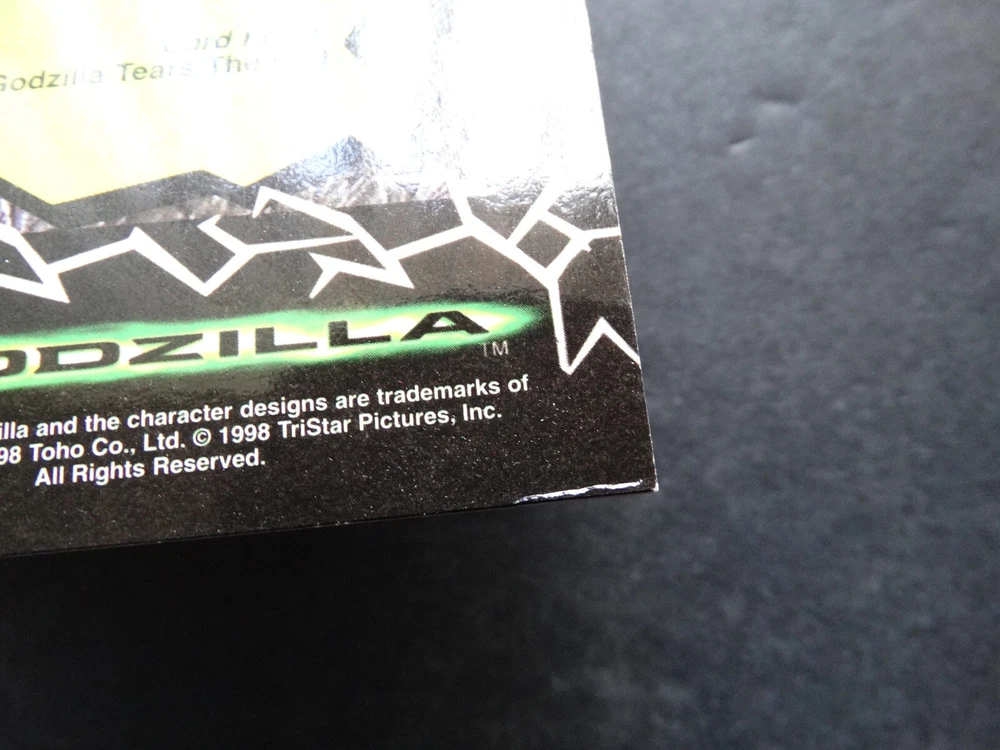 Godzilla Tears The
ODZILLA
TM
illa and the character designs are trademarks of
98 Toho Co., Ltd. © 1998 TriStar Pictures, Inc.
All Rights Reserved.